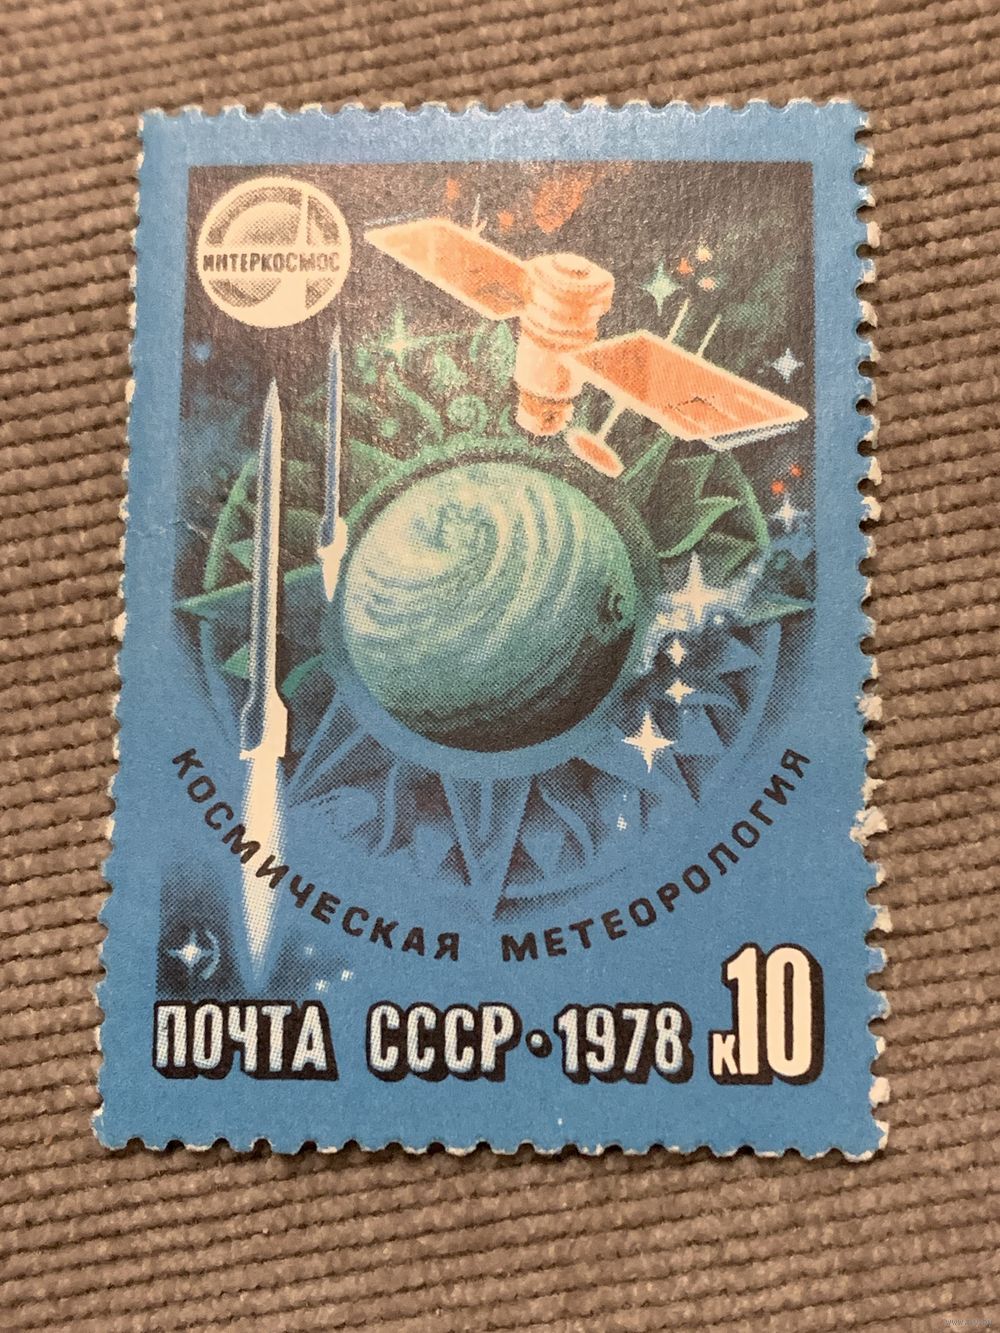 ИНТЕРКОСМОС
КОСМИЧЕСКАЯ МЕТЕОРОЛОГИЯ
ПОЧТА СССР • 1978 к10